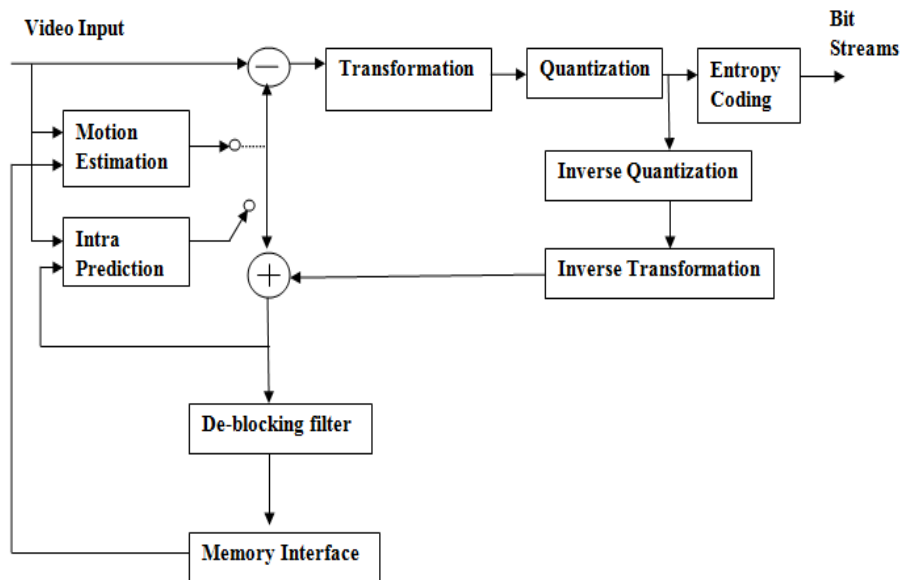 Video Input
Bit
Streams
Transformation
Quantization
Entropy
Coding
Motion
Estimation
Inverse Quantization
Intra
Prediction
Inverse Transformation
De-blocking filter
Memory Interface